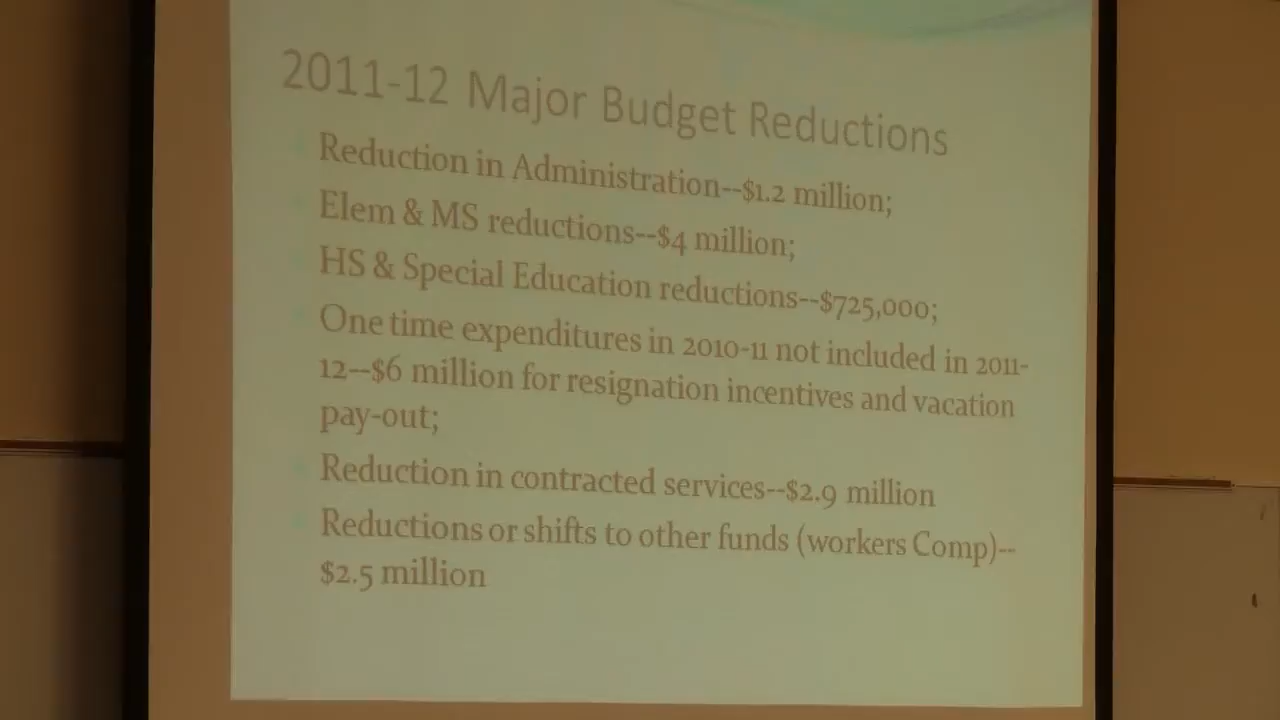 2011-12 Major Budget Reductions
Reduction in Administration--$1.2 million;
Elem & MS reductions--$4 million;
HS & Special Education reductions--$725,000;
One time expenditures in 2010-11 not included in 2011-
12--$6 million for resignation incentives and vacation
pay-out;
Reduction in contracted services--$2.9 million
Reductions or shifts to other funds (workers Comp)--
$2.5 million